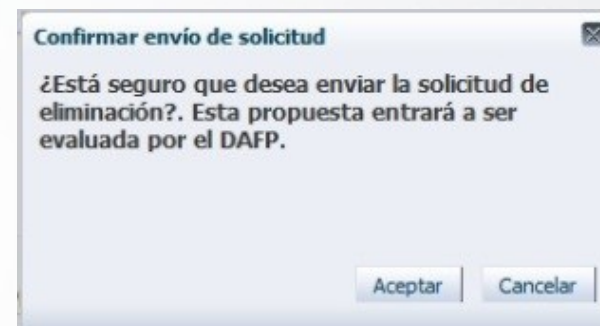 Confirmar envío de solicitud
¿Está seguro que desea enviar la solicitud de
eliminación?. Esta propuesta entrará a ser
evaluada por el DAFP.
Aceptar
Cancelar